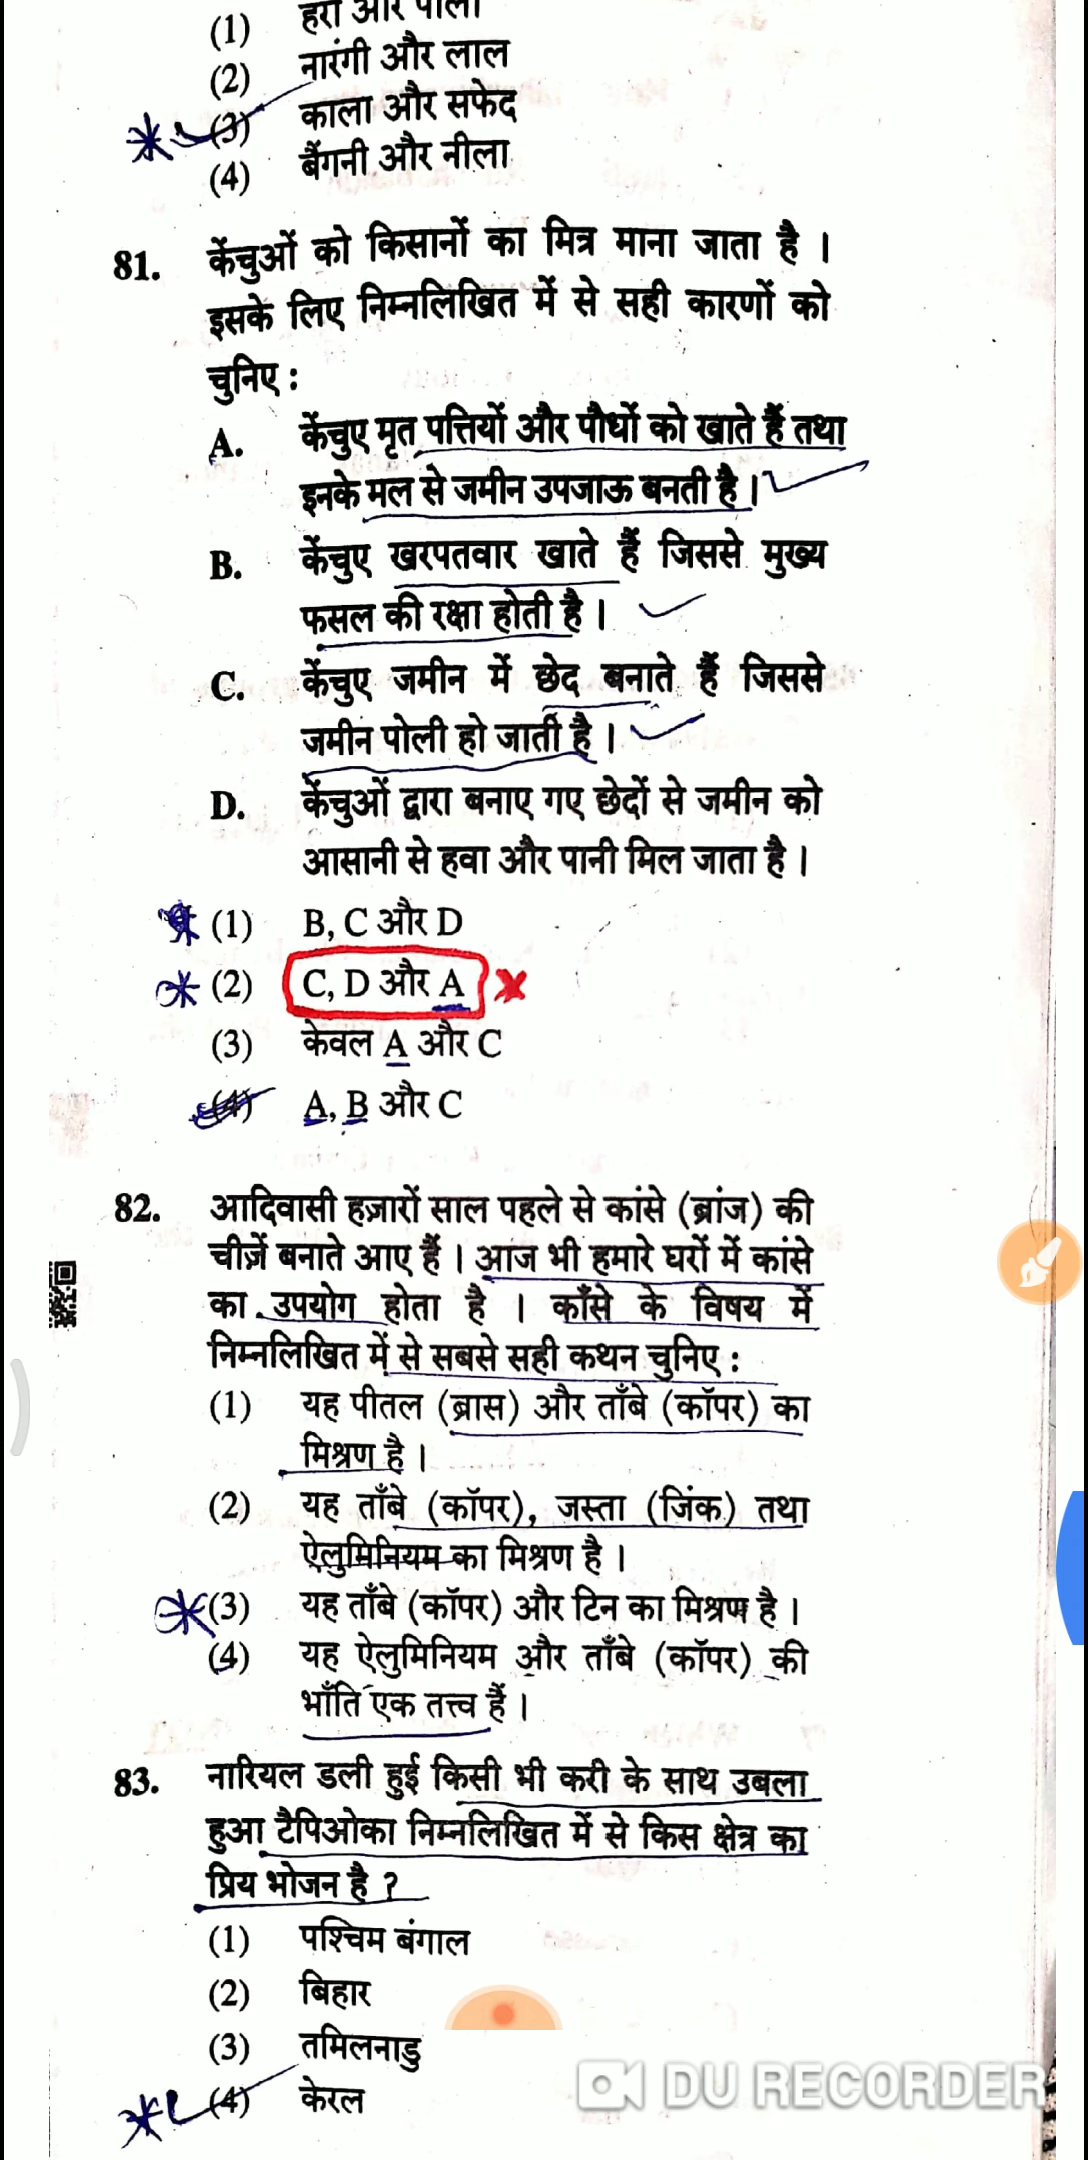 (1) हरा और पीला
(2) नारंगी और लाल
(3) काला और सफेद
(4) बैंगनी और नीला
81. केंचुओं को किसानों का मित्र माना जाता है ।
इसके लिए निम्नलिखित में से सही कारणों को
चुनिए :
A. केंचुए मृत पत्तियों और पौधों को खाते हैं तथा
इनके मल से जमीन उपजाऊ बनती है ।
B. केंचुए खरपतवार खाते हैं जिससे मुख्य
फसल की रक्षा होती है ।
C. केंचुए जमीन में छेद बनाते हैं जिससे
जमीन पोली हो जाती है ।
D. केंचुओं द्वारा बनाए गए छेदों से जमीन को
आसानी से हवा और पानी मिल जाता है ।
(1) B, C और D
(2) C, D और A
(3) केवल A और C
(4) A, B और C
82. आदिवासी हज़ारों साल पहले से कांसे (ब्रांज) की
चीज़ें बनाते आए हैं । आज भी हमारे घरों में कांसे
का उपयोग होता है । काँसे के विषय में
निम्नलिखित में से सबसे सही कथन चुनिए :
(1) यह पीतल (ब्रास) और ताँबे (कॉपर) का
मिश्रण है ।
(2) यह ताँबे (कॉपर), जस्ता (जिंक) तथा
ऐलुमिनियम का मिश्रण है ।
(3) यह ताँबे (कॉपर) और टिन का मिश्रण है ।
(4) यह ऐलुमिनियम और ताँबे (कॉपर) की
भाँति एक तत्त्व हैं ।
83. नारियल डली हुई किसी भी करी के साथ उबला
हुआ टैपिओका निम्नलिखित में से किस क्षेत्र का
प्रिय भोजन है ?
(1) पश्चिम बंगाल
(2) बिहार
(3) तमिलनाडु
(4) केरल
DU RECORDER